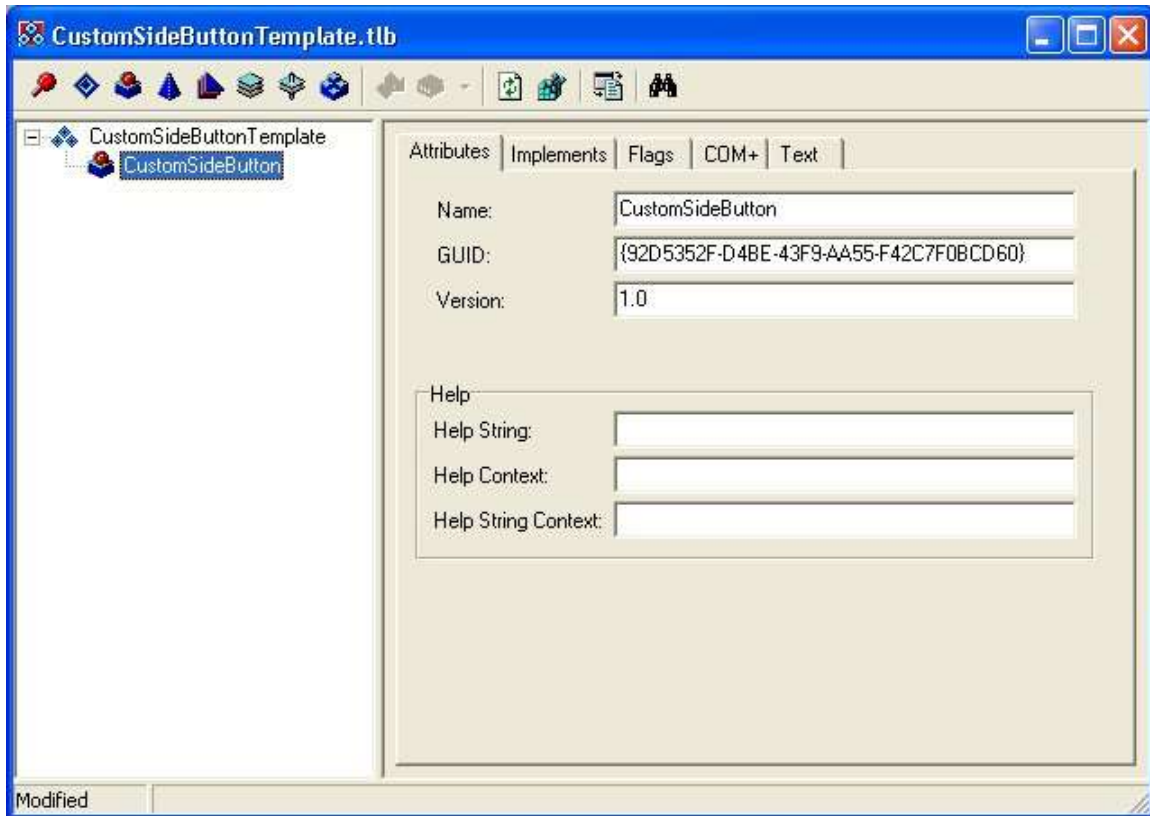 CustomSideButtonTemplate.tlb
CustomSideButtonTemplate
CustomSideButton
Attributes Implements Flags COM+ Text
Name: CustomSideButton
GUID: {92D5352F-D4BE-43F9-AA55-F42C7F0BCD60}
Version: 1.0
Help
Help String:
Help Context:
Help String Context:
Modified